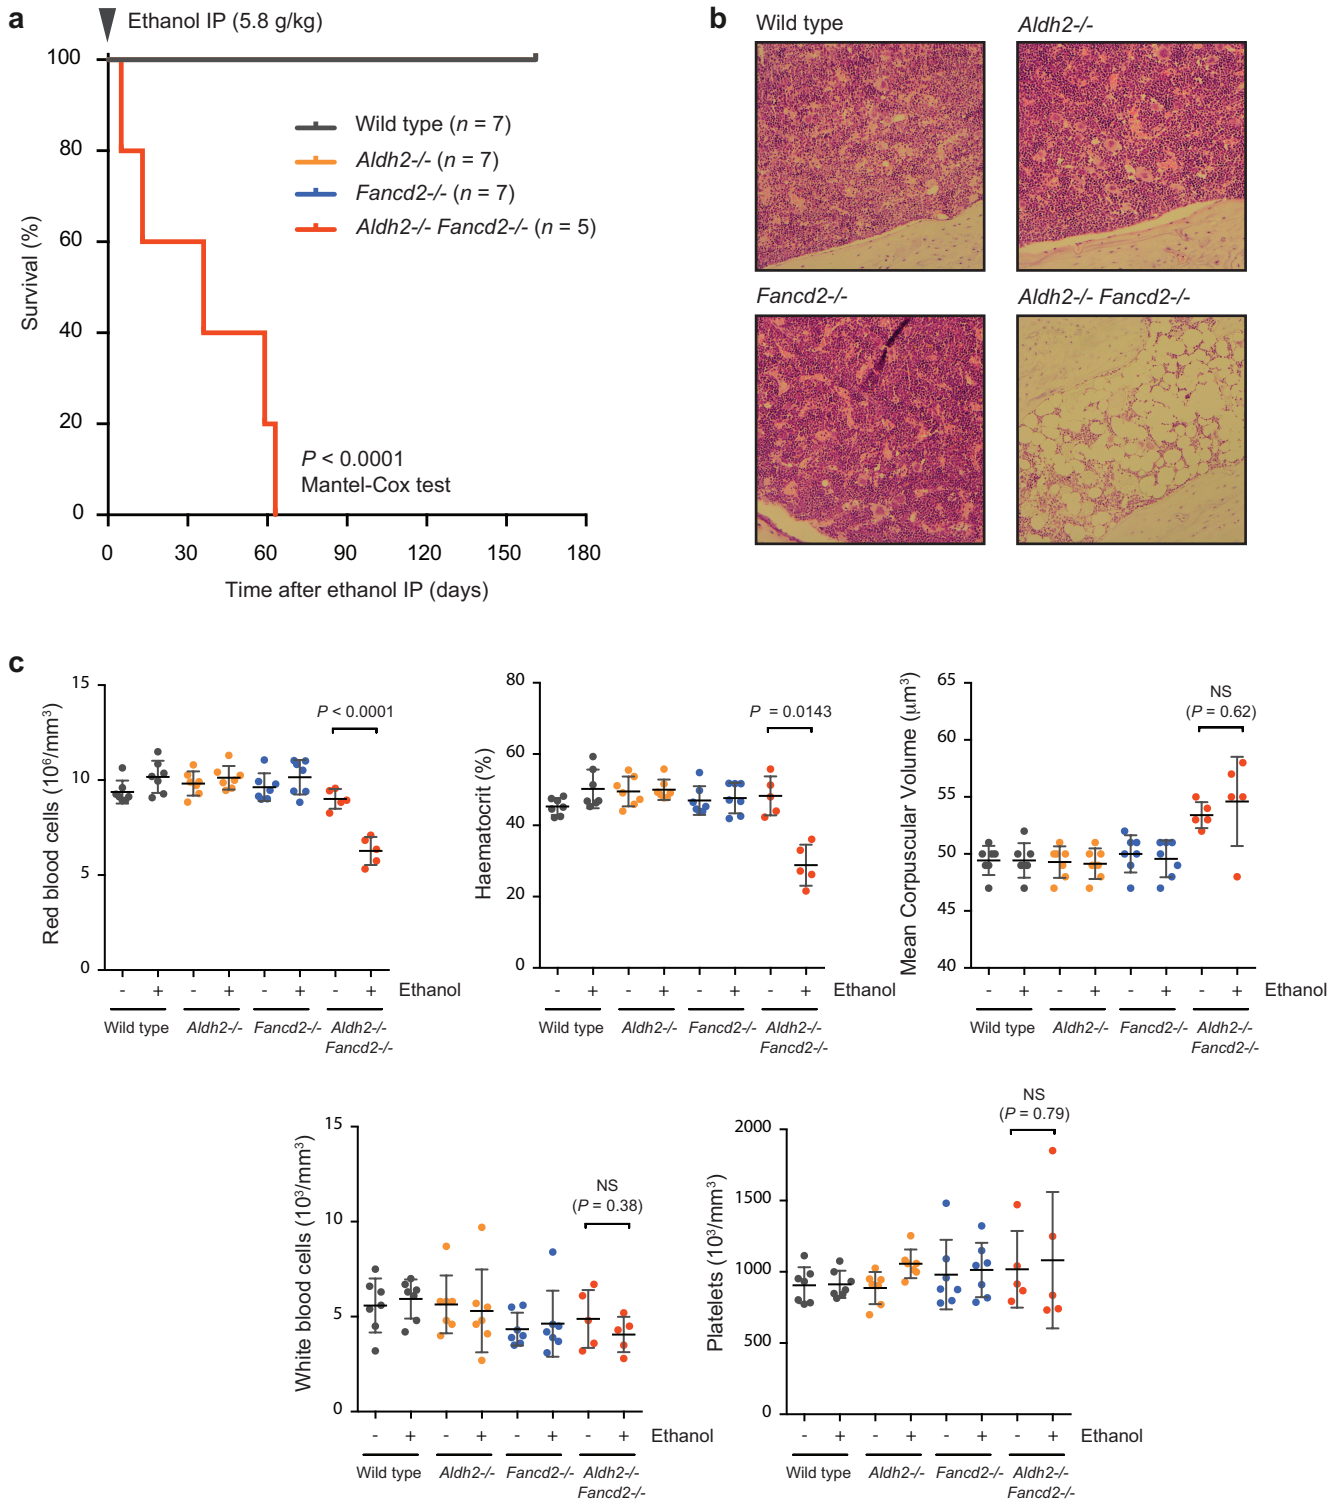 a
Ethanol IP (5.8 g/kg)
100
80
60
40
20
0
Survival (%)
Wild type (n = 7)
Aldh2-/- (n = 7)
Fancd2-/- (n = 7)
Aldh2-/- Fancd2-/- (n = 5)
P < 0.0001
Mantel-Cox test
0 30 60 90 120 150 180
Time after ethanol IP (days)
b
Wild type
Aldh2-/-
Fancd2-/-
Aldh2-/- Fancd2-/-
c
Red blood cells (10⁶/mm³)
15
10
5
0
P < 0.0001
- + - + - + - + Ethanol
Wild type Aldh2-/- Fancd2-/- Aldh2-/-
Fancd2-/-
Haematocrit (%)
80
60
40
20
0
P = 0.0143
- + - + - + - + Ethanol
Wild type Aldh2-/- Fancd2-/- Aldh2-/-
Fancd2-/-
Mean Corpuscular Volume (μm³)
65
60
55
50
45
40
NS
(P = 0.62)
- + - + - + - + Ethanol
Wild type Aldh2-/- Fancd2-/- Aldh2-/-
Fancd2-/-
White blood cells (10³/mm³)
15
10
5
0
NS
(P = 0.38)
- + - + - + - + Ethanol
Wild type Aldh2-/- Fancd2-/- Aldh2-/-
Fancd2-/-
Platelets (10³/mm³)
2000
1500
1000
500
0
NS
(P = 0.79)
- + - + - + - + Ethanol
Wild type Aldh2-/- Fancd2-/- Aldh2-/-
Fancd2-/-